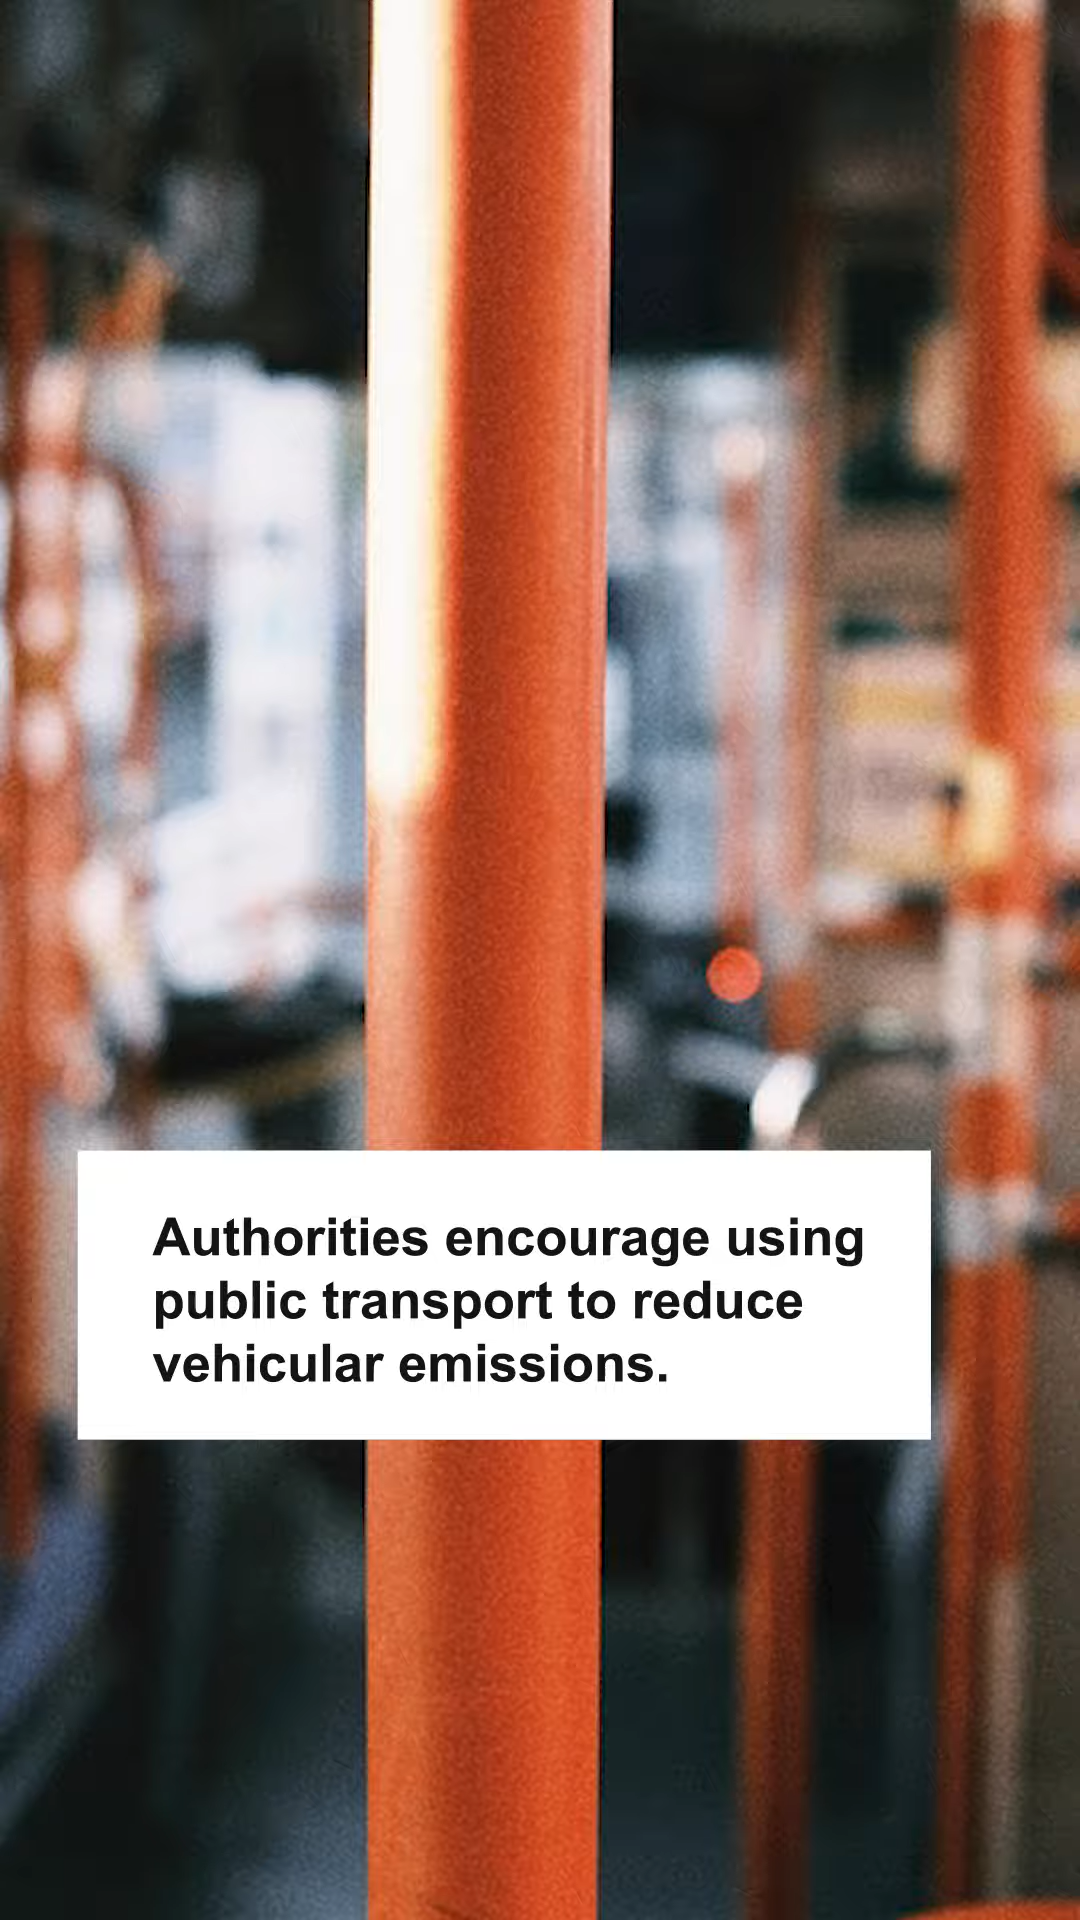 Authorities encourage using
public transport to reduce
vehicular emissions.